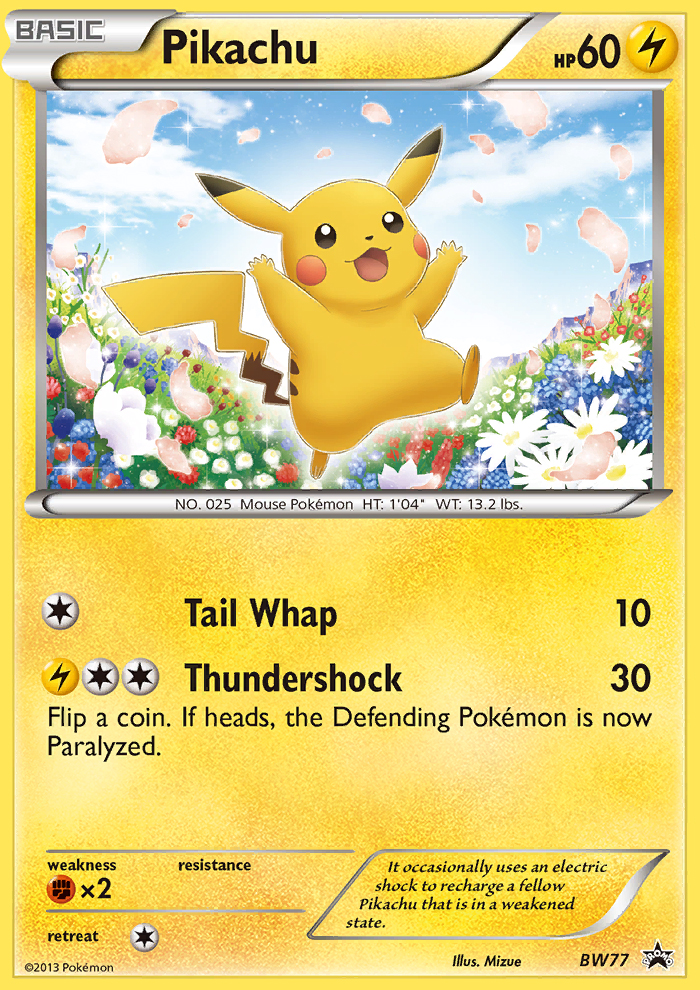 BASIC
Pikachu
HP60
NO. 025 Mouse Pokémon HT: 1'04" WT: 13.2 lbs.
Tail Whap 10
Thundershock 30
Flip a coin. If heads, the Defending Pokémon is now
Paralyzed.
weakness resistance
×2
It occasionally uses an electric
shock to recharge a fellow
Pikachu that is in a weakened
state.
retreat
©2013 Pokémon
Illus. Mizue
BW77
PROMO